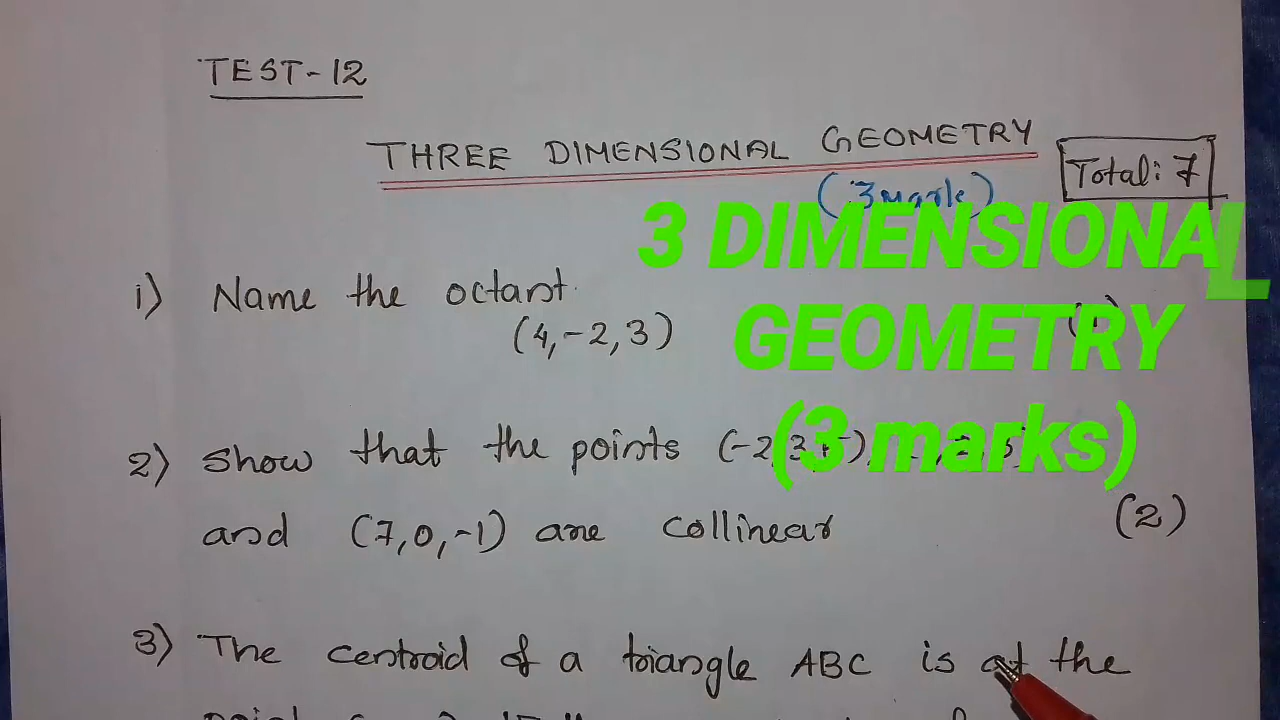 TEST-12
THREE DIMENSIONAL GEOMETRY
Total: 7
(3 mark)
3 DIMENSIONAL
GEOMETRY
(3 marks)
1) Name the octant.
(4,-2,3)
2) Show that the points (-2,3
(2)
and (7,0,-1) are collinear
3) The centroid of a triangle ABC is at the